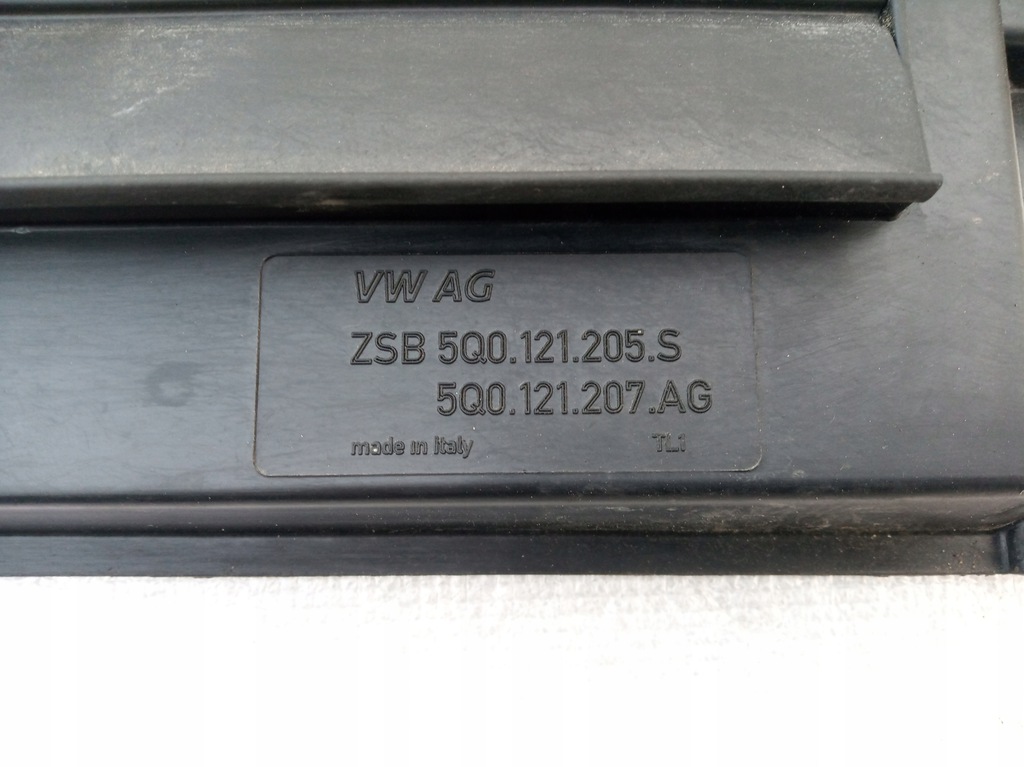 VW AG
ZSB 5Q0.121.205.S
5Q0.121.207.AG
made in Italy
TL1